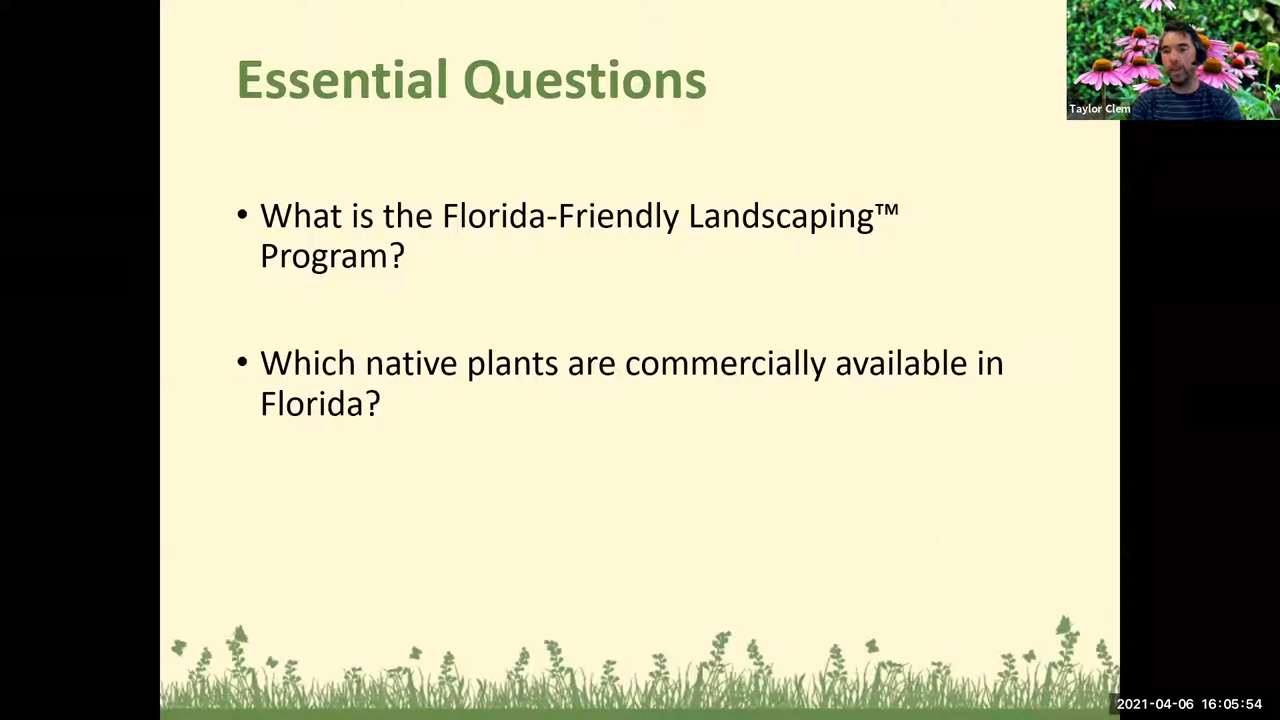 Essential Questions
Taylor Clem
• What is the Florida-Friendly Landscaping™
Program?
• Which native plants are commercially available in
Florida?
2021-04-06 16:05:54